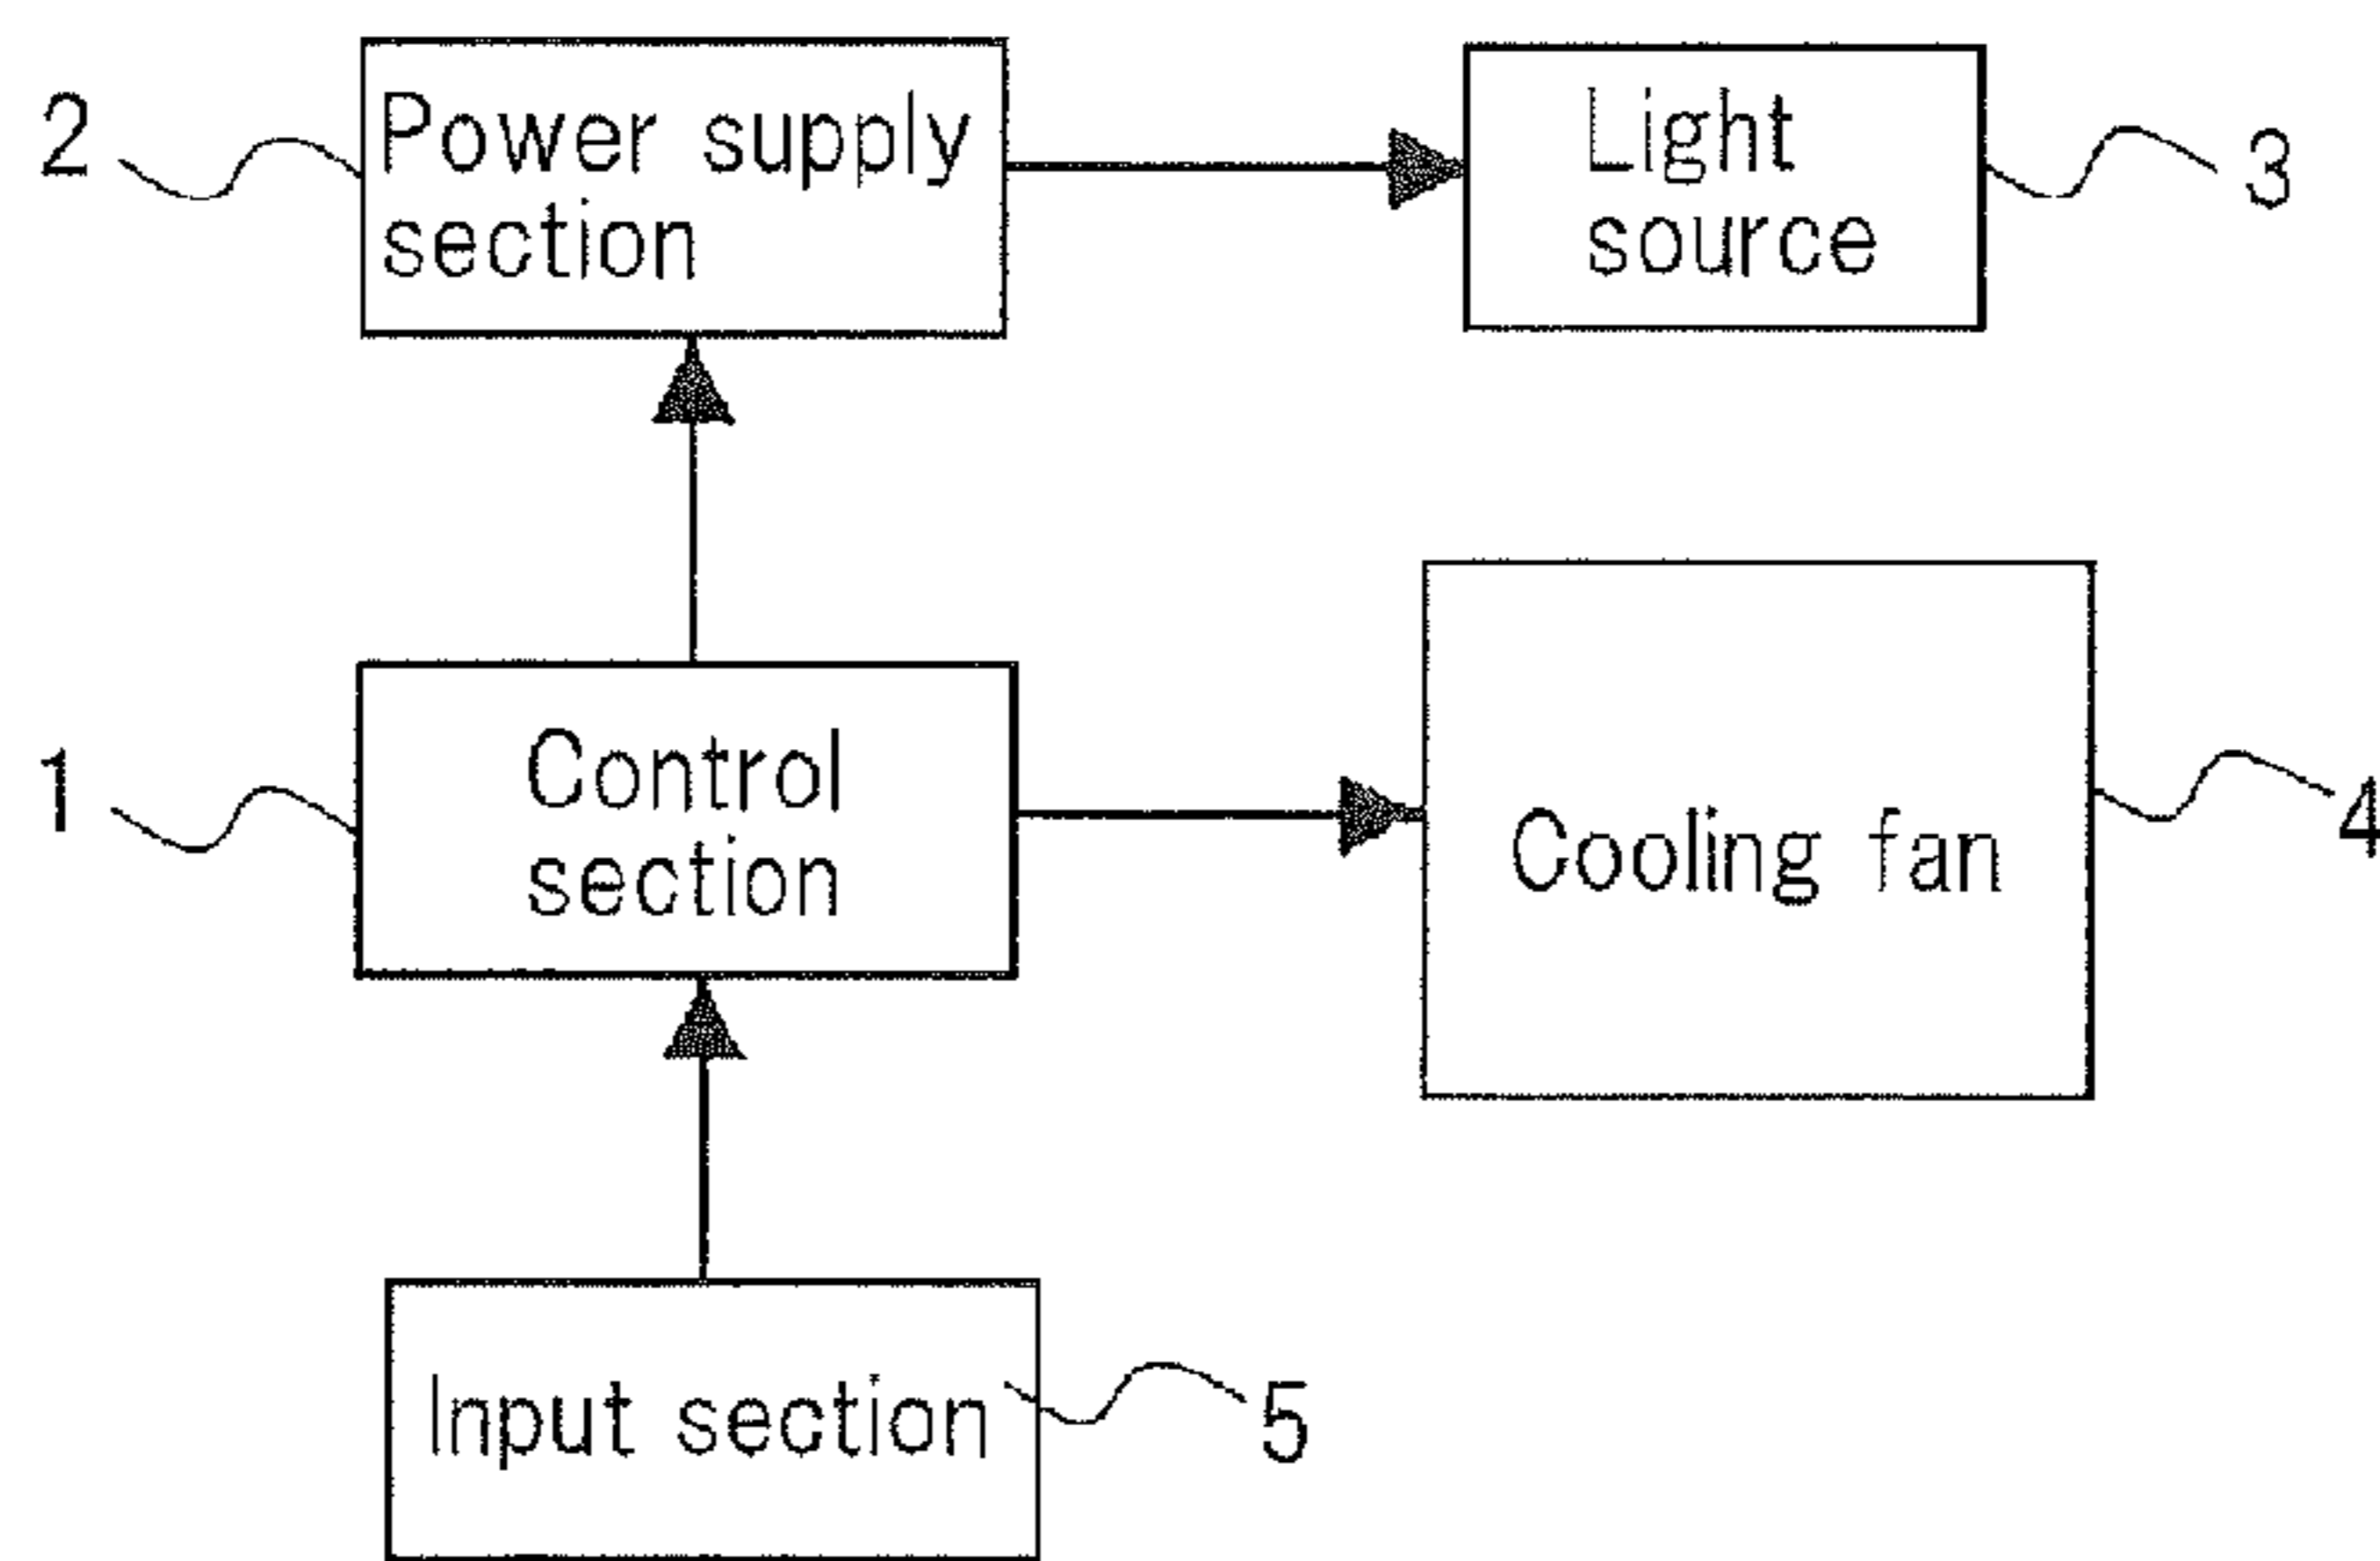 2
Power supply
section
Light
source
3
1
Control
section
Cooling fan
4
Input section
5